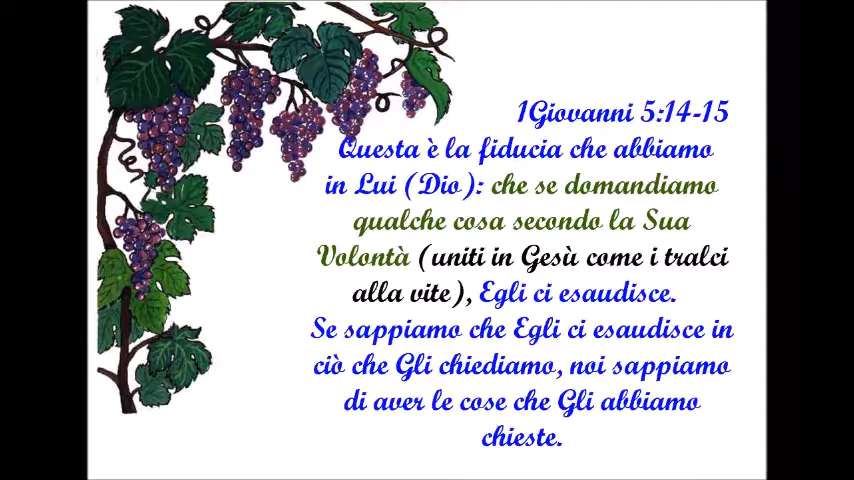 1Giovanni 5:14-15
Questa è la fiducia che abbiamo
in Lui (Dio): che se domandiamo
qualche cosa secondo la Sua
Volontà (uniti in Gesù come i tralci
alla vite), Egli ci esaudisce.
Se sappiamo che Egli ci esaudisce in
ciò che Gli chiediamo, noi sappiamo
di aver le cose che Gli abbiamo
chieste.